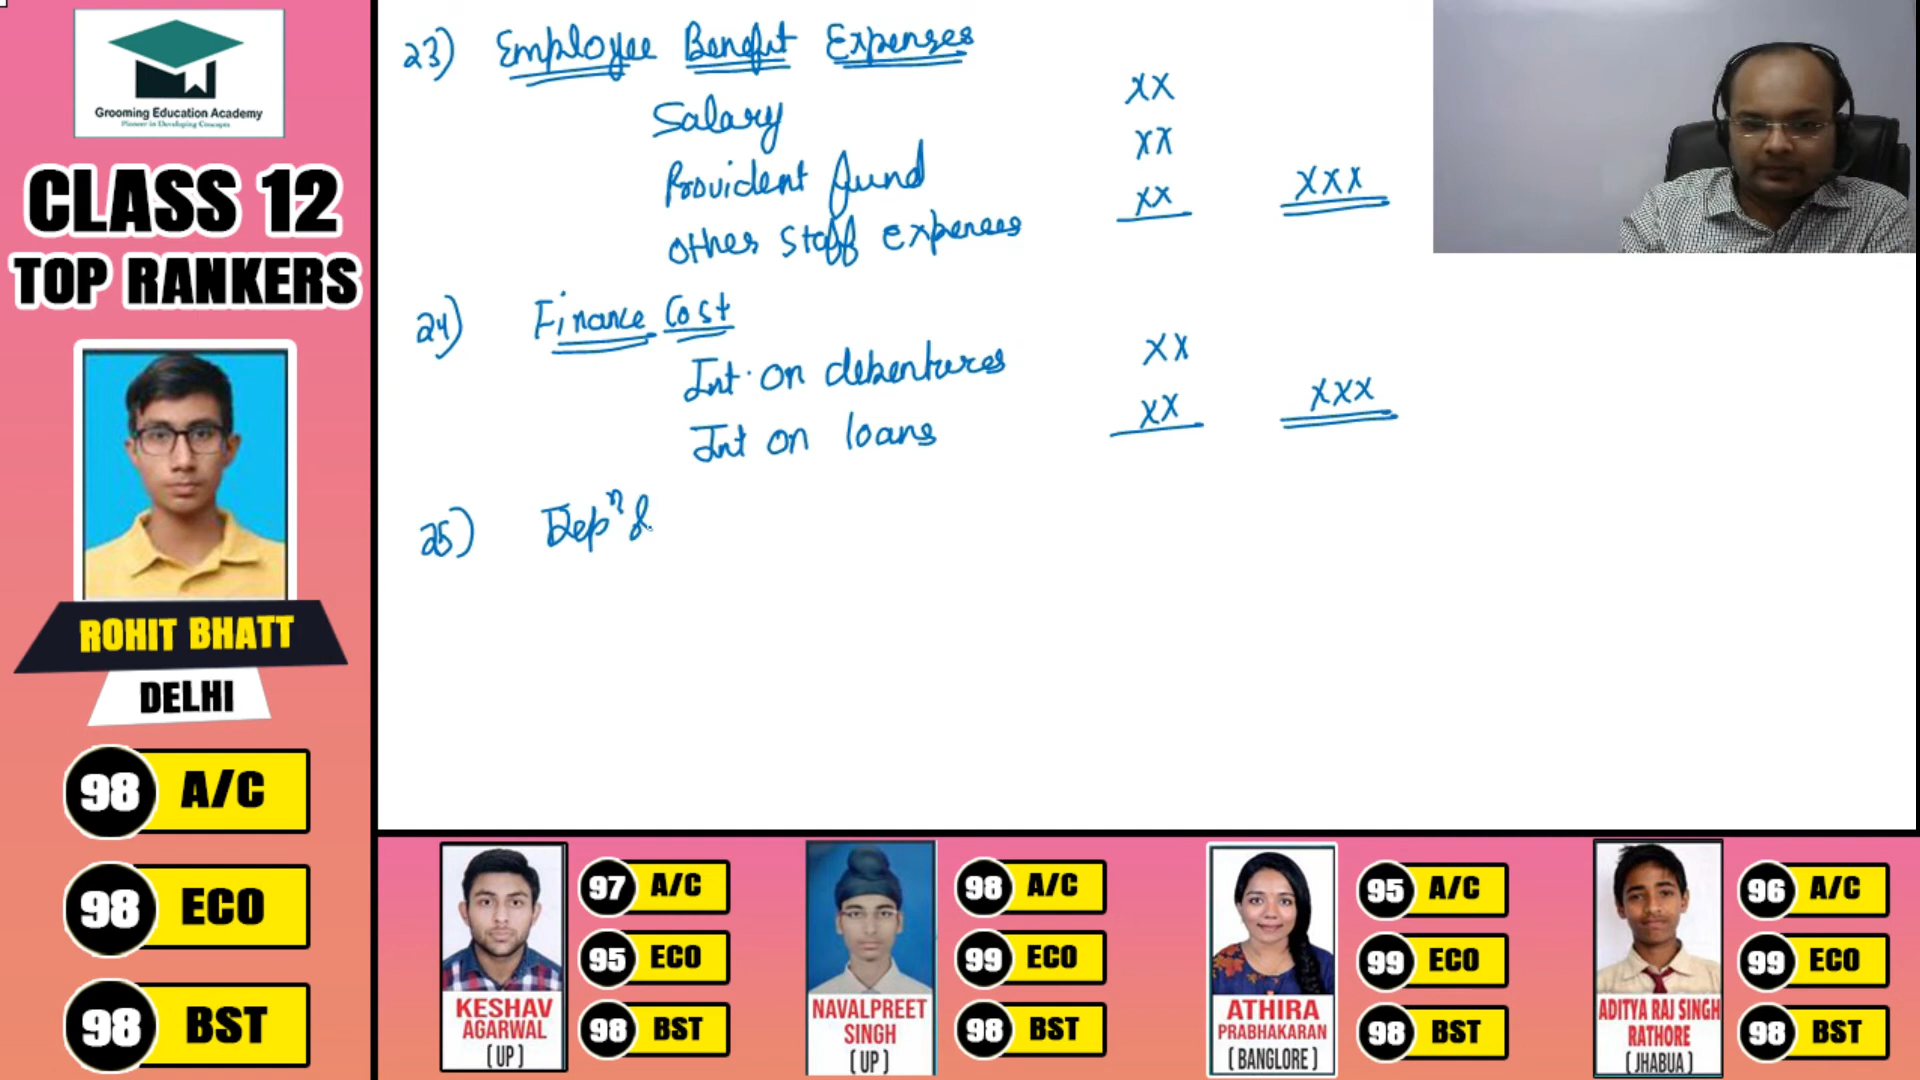 Grooming Education Academy
Pioneer in Developing Concepts
CLASS 12
TOP RANKERS
ROHIT BHATT
DELHI
98 A/C
98 ECO
98 BST
23) Employee Benefit Expenses
Salary XX
Provident fund XX
Other Staff Expenses XX XXX
24) Finance Cost
Int. on debentures XX
Int on loans XX XXX
25) Depn &
KESHAV
AGARWAL
(UP)
97 A/C
95 ECO
98 BST
NAVALPREET
SINGH
(UP)
98 A/C
99 ECO
98 BST
ATHIRA
PRABHAKARAN
(BANGLORE)
95 A/C
99 ECO
98 BST
ADITYA RAJ SINGH
RATHORE
(JHABUA)
96 A/C
99 ECO
98 BST